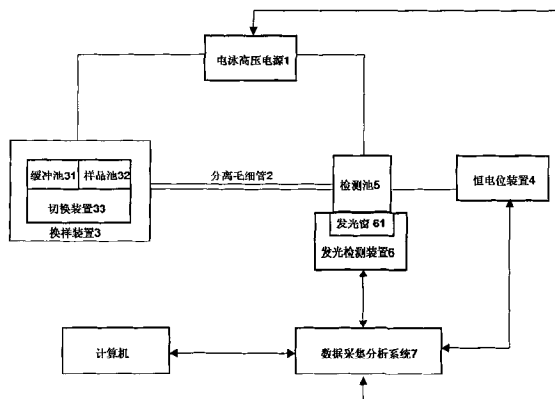 电泳高压电源1
缓冲池31 样品池32
切换装置33
换样装置3
分离毛细管2
检测池5
恒电位装置4
发光窗 61
发光检测装置6
计算机
数据采集分析系统7